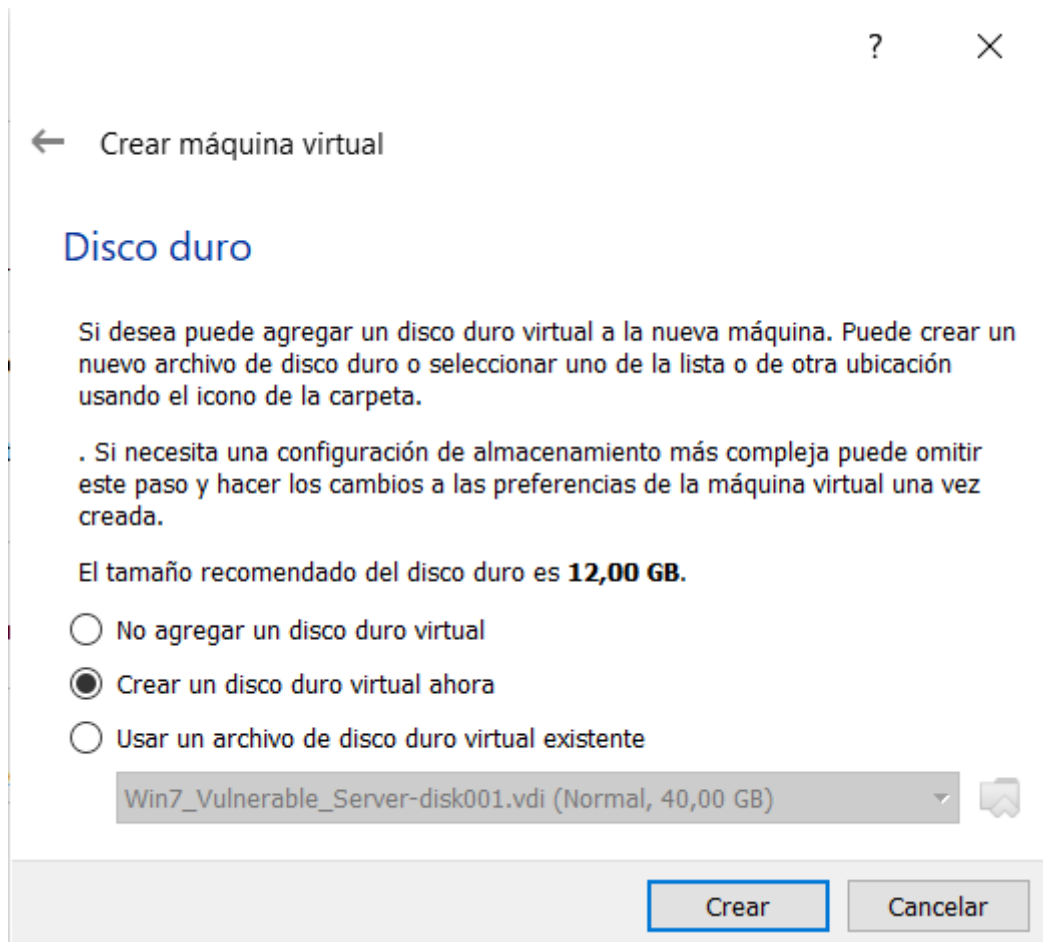 ?
Crear máquina virtual
Disco duro
Si desea puede agregar un disco duro virtual a la nueva máquina. Puede crear un
nuevo archivo de disco duro o seleccionar uno de la lista o de otra ubicación
usando el icono de la carpeta.
. Si necesita una configuración de almacenamiento más compleja puede omitir
este paso y hacer los cambios a las preferencias de la máquina virtual una vez
creada.
El tamaño recomendado del disco duro es 12,00 GB.
No agregar un disco duro virtual
Crear un disco duro virtual ahora
Usar un archivo de disco duro virtual existente
Win7_Vulnerable_Server-disk001.vdi (Normal, 40,00 GB)
Crear Cancelar